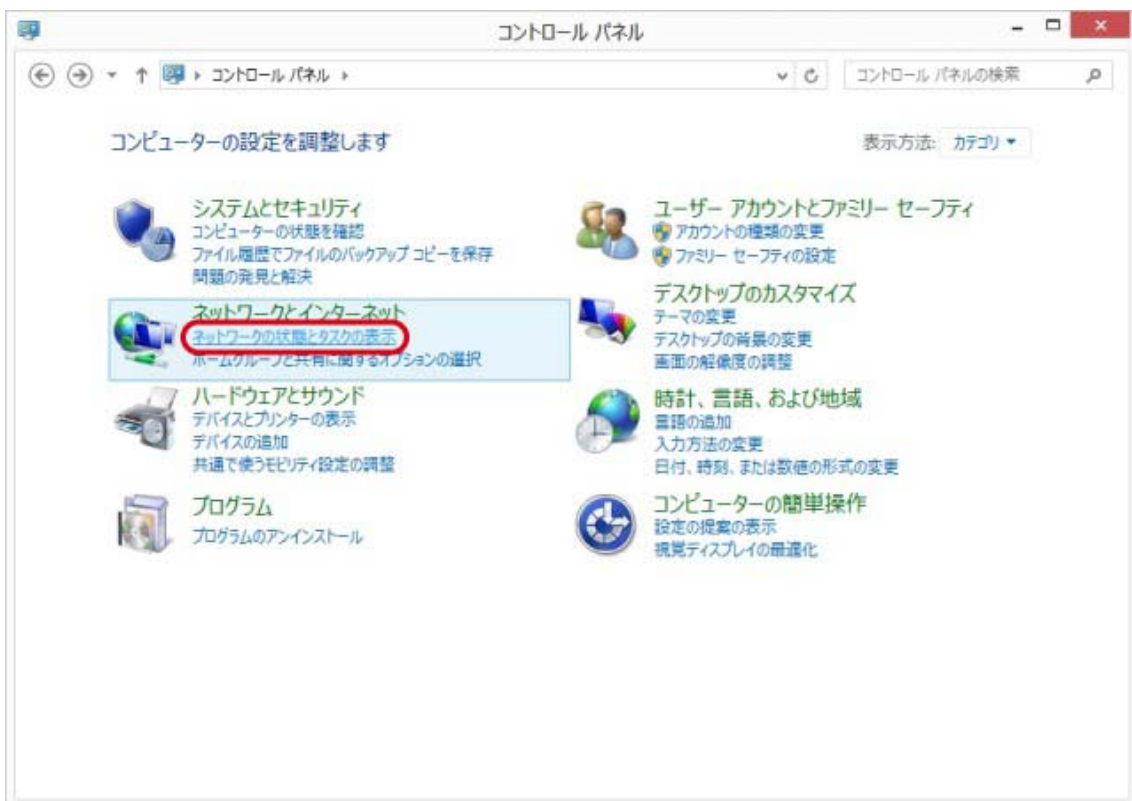 コントロール パネル
コントロール パネル
コントロール パネルの検索
コンピューターの設定を調整します
表示方法: カテゴリ
システムとセキュリティ
コンピューターの状態を確認
ファイル履歴でファイルのバックアップ コピーを保存
問題の発見と解決
ネットワークとインターネット
ネットワークの状態とタスクの表示
ホームグループと共有に関するオプションの選択
ハードウェアとサウンド
デバイスとプリンターの表示
デバイスの追加
共通で使うモビリティ設定の調整
プログラム
プログラムのアンインストール
ユーザー アカウントとファミリー セーフティ
アカウントの種類の変更
ファミリー セーフティの設定
デスクトップのカスタマイズ
テーマの変更
デスクトップの背景の変更
画面の解像度の調整
時計、言語、および地域
言語の追加
入力方法の変更
日付、時刻、または数値の形式の変更
コンピューターの簡単操作
設定の提案の表示
視覚ディスプレイの最適化